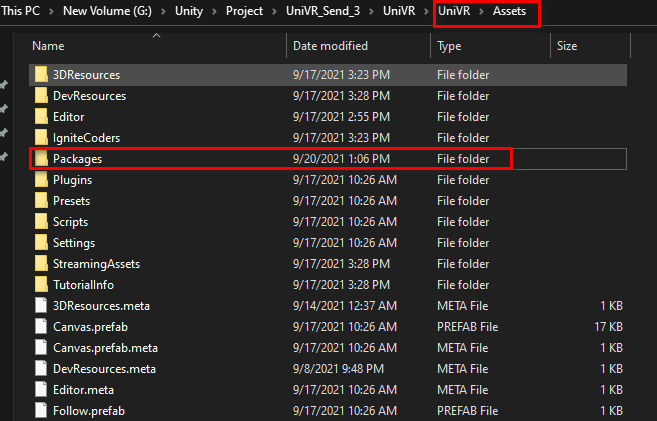 This PC > New Volume (G:) > Unity > Project > UniVR_Send_3 > UniVR > UniVR > Assets
Name Date modified Type Size
3DResources 9/17/2021 3:23 PM File folder
DevResources 9/17/2021 3:28 PM File folder
Editor 9/17/2021 2:55 PM File folder
IgniteCoders 9/17/2021 3:23 PM File folder
Packages 9/20/2021 1:06 PM File folder
Plugins 9/17/2021 10:26 AM File folder
Presets 9/17/2021 10:26 AM File folder
Scripts 9/17/2021 10:26 AM File folder
Settings 9/17/2021 10:26 AM File folder
StreamingAssets 9/17/2021 3:28 PM File folder
TutorialInfo 9/17/2021 3:28 PM File folder
3DResources.meta 9/14/2021 12:37 AM META File 1 KB
Canvas.prefab 9/17/2021 10:26 AM PREFAB File 17 KB
Canvas.prefab.meta 9/17/2021 10:26 AM META File 1 KB
DevResources.meta 9/8/2021 9:48 PM META File 1 KB
Editor.meta 9/17/2021 10:26 AM META File 1 KB
Follow.prefab 9/17/2021 10:26 AM PREFAB File 1 KB